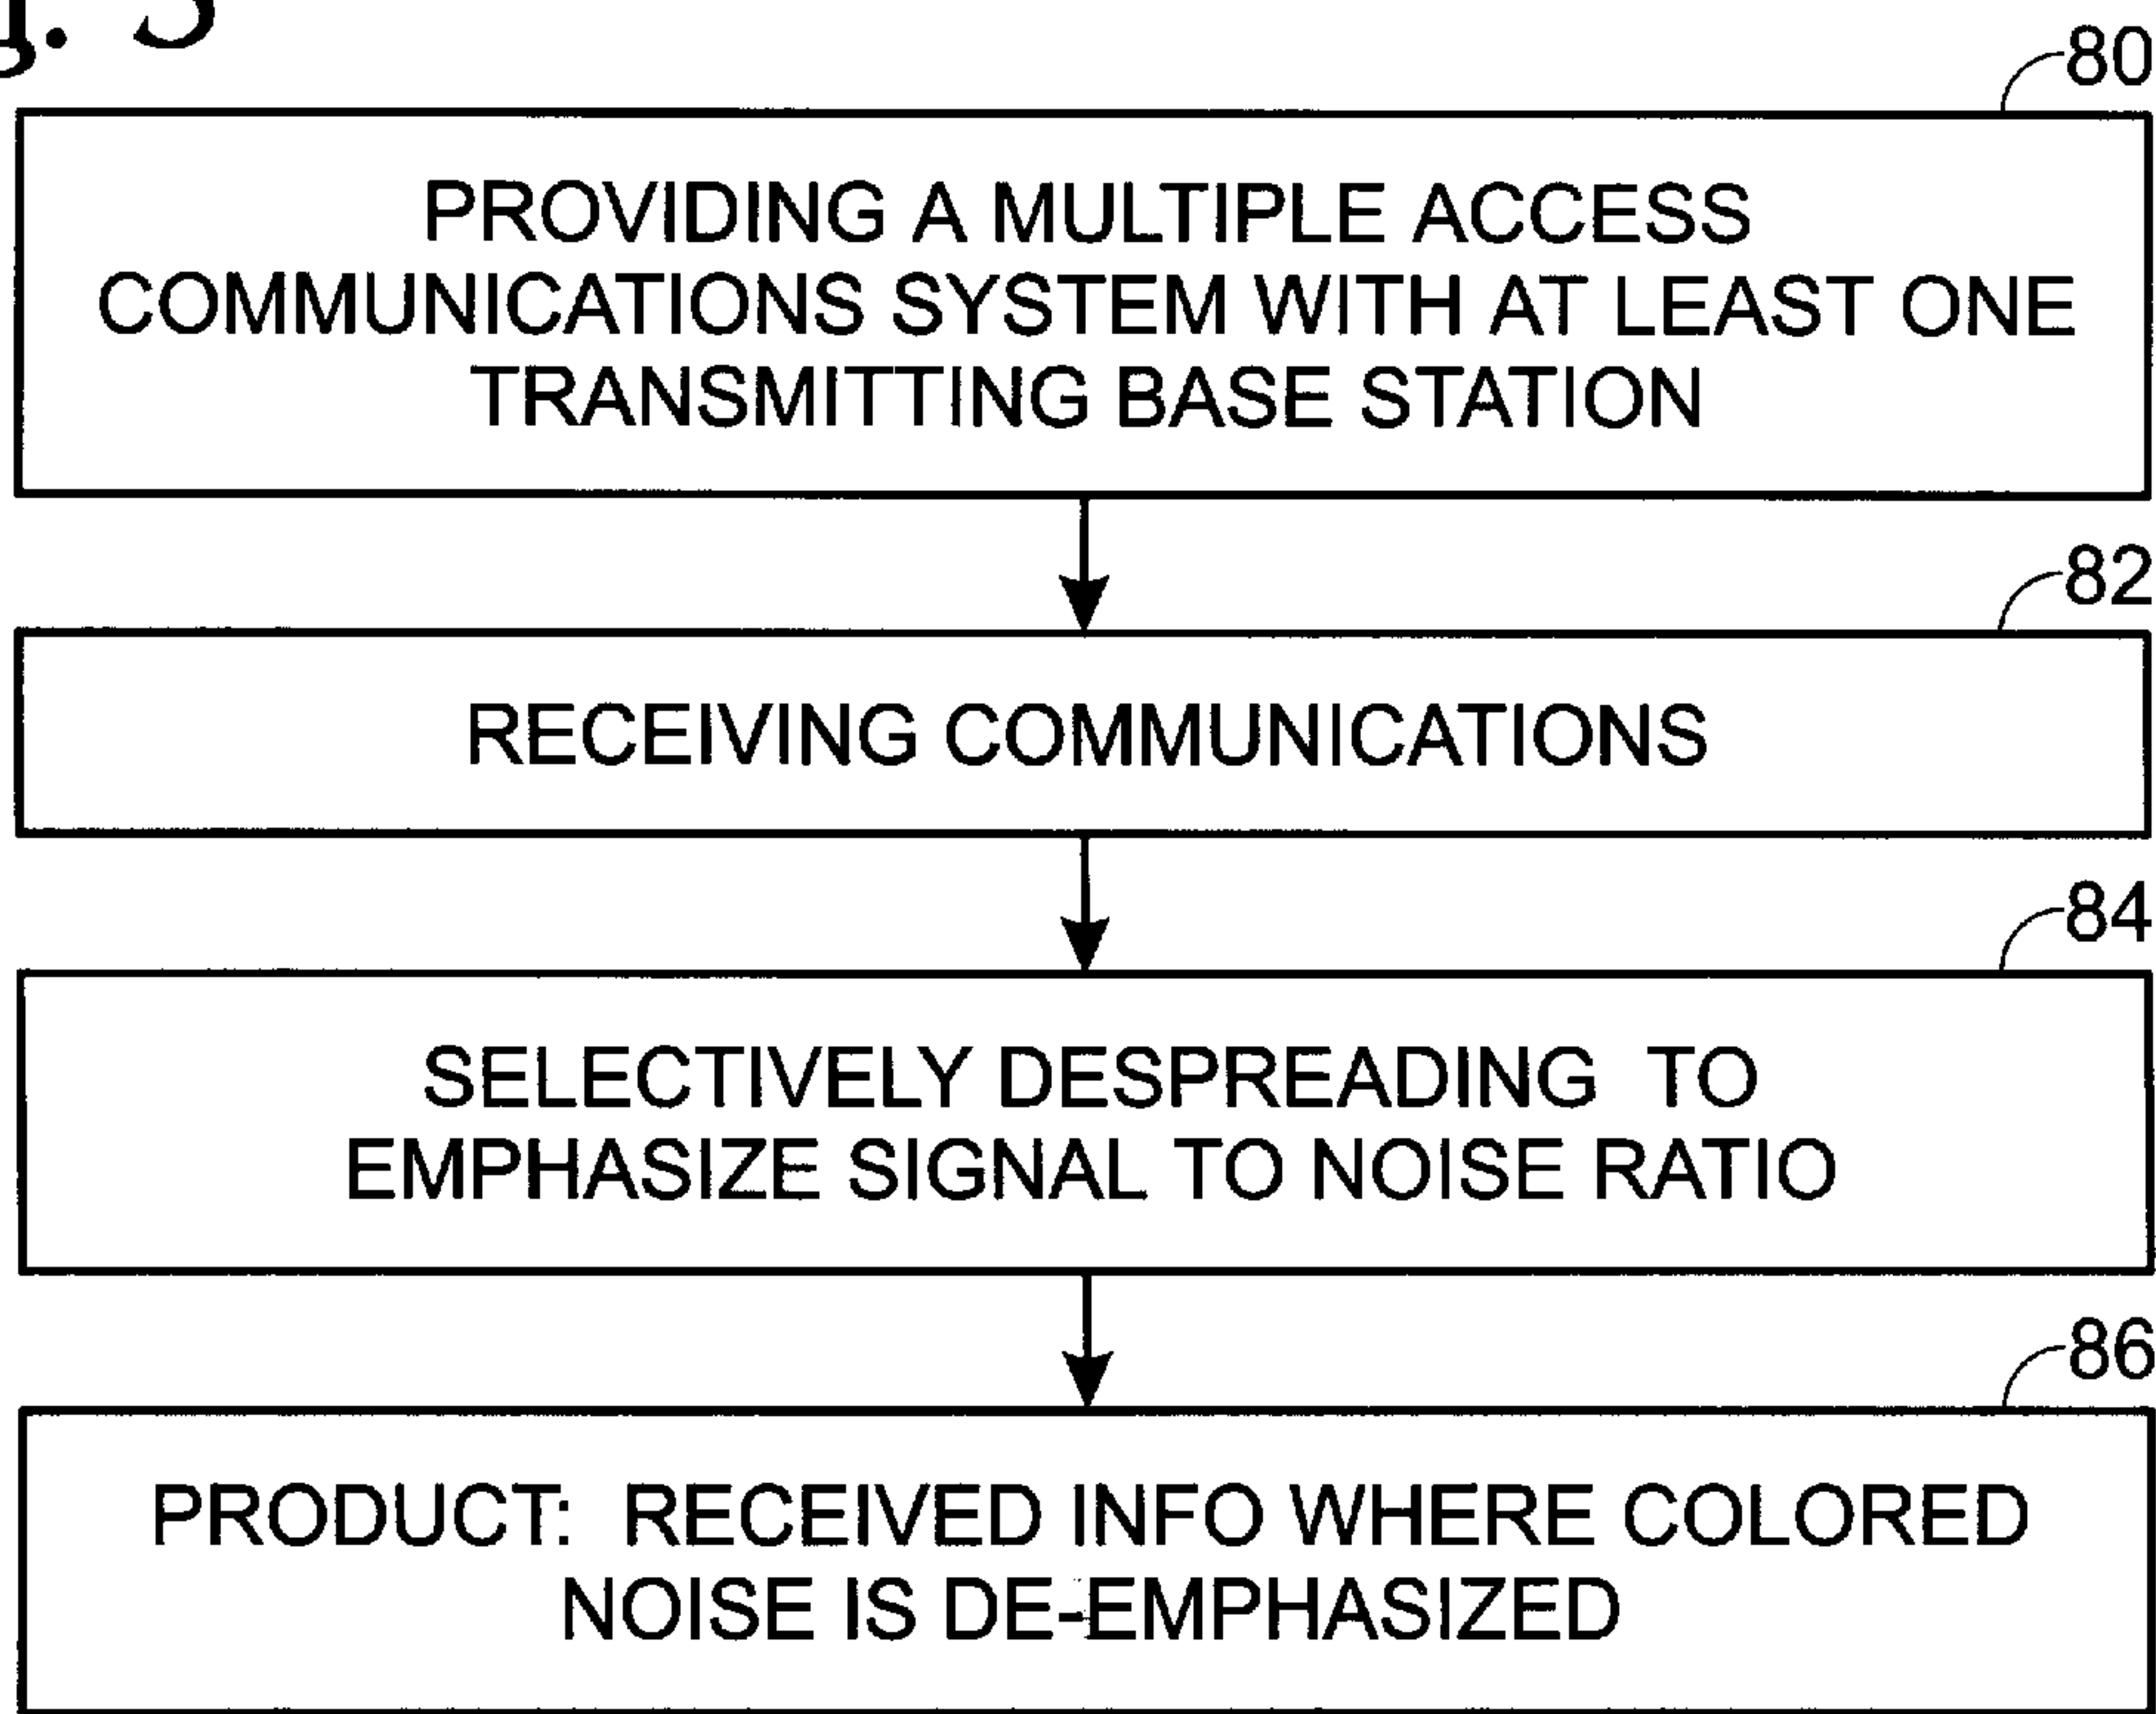 80
PROVIDING A MULTIPLE ACCESS
COMMUNICATIONS SYSTEM WITH AT LEAST ONE
TRANSMITTING BASE STATION
82
RECEIVING COMMUNICATIONS
84
SELECTIVELY DESPREADING TO
EMPHASIZE SIGNAL TO NOISE RATIO
86
PRODUCT: RECEIVED INFO WHERE COLORED
NOISE IS DE-EMPHASIZED